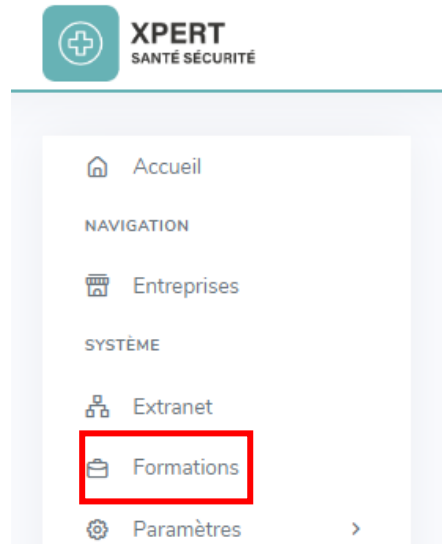 XPERT
SANTÉ SÉCURITÉ
Accueil
NAVIGATION
Entreprises
SYSTÈME
Extranet
Formations
Paramètres